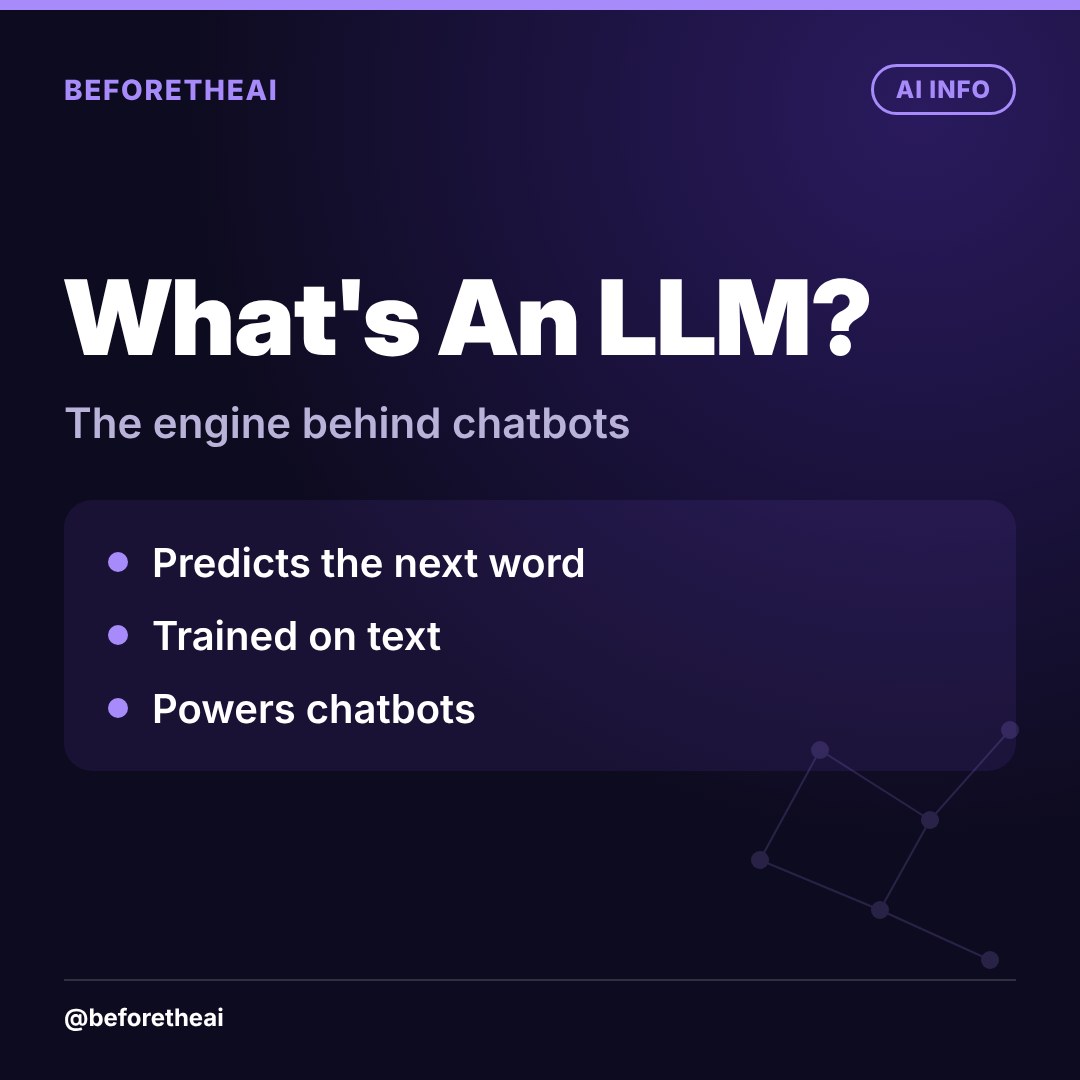 BEFORETHEAI
AI INFO
What's An LLM?
The engine behind chatbots
Predicts the next word
Trained on text
Powers chatbots
@beforetheai